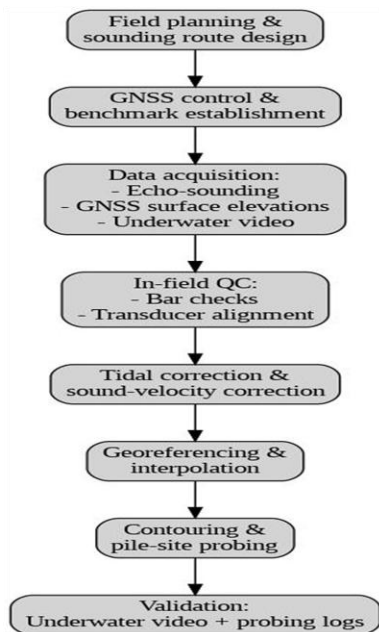 Field planning &
sounding route design
GNSS control &
benchmark establishment
Data acquisition:
- Echo-sounding
- GNSS surface elevations
- Underwater video
In-field QC:
- Bar checks
- Transducer alignment
Tidal correction &
sound-velocity correction
Georeferencing &
interpolation
Contouring &
pile-site probing
Validation:
Underwater video + probing logs